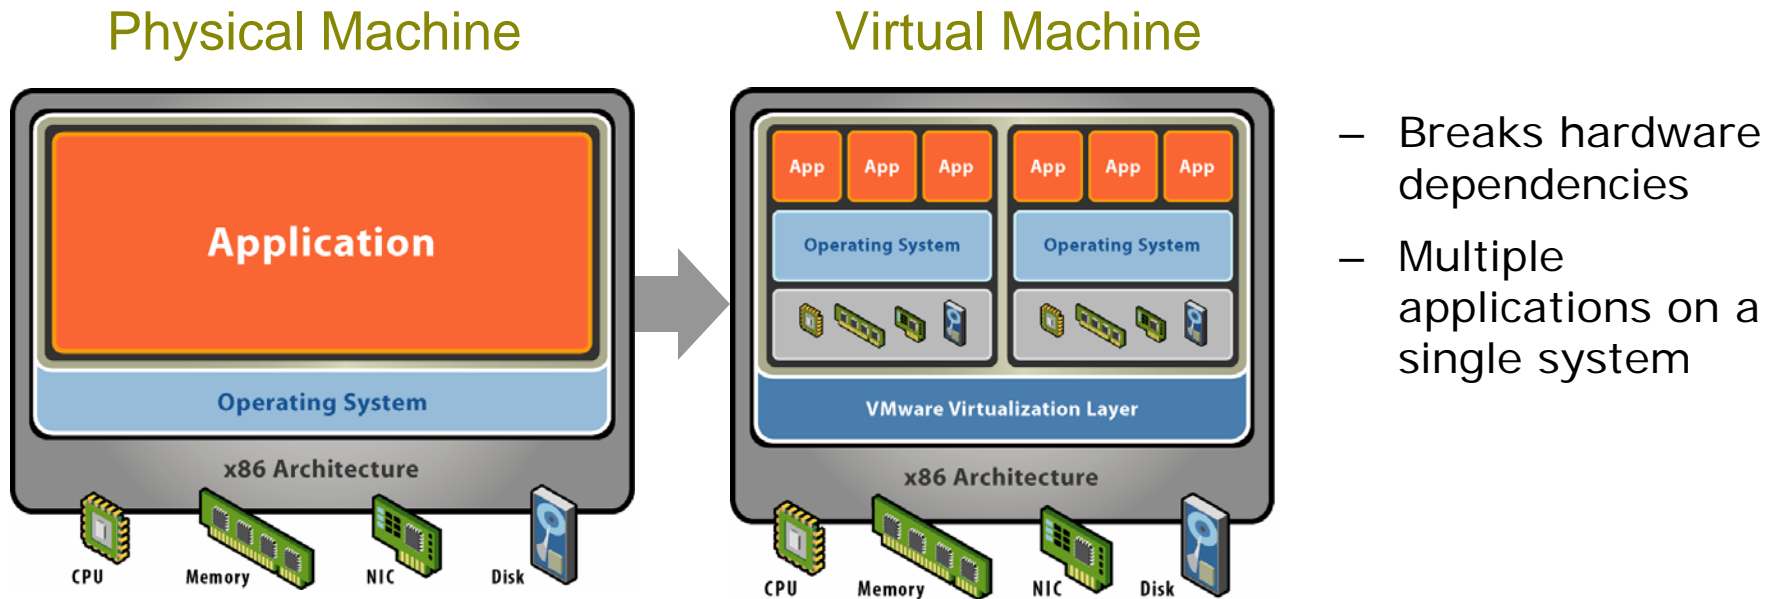 Physical Machine
Application
Operating System
x86 Architecture
CPU Memory NIC Disk
Virtual Machine
App App App App App App
Operating System Operating System
VMware Virtualization Layer
x86 Architecture
CPU Memory NIC Disk
– Breaks hardware
dependencies
– Multiple
applications on a
single system